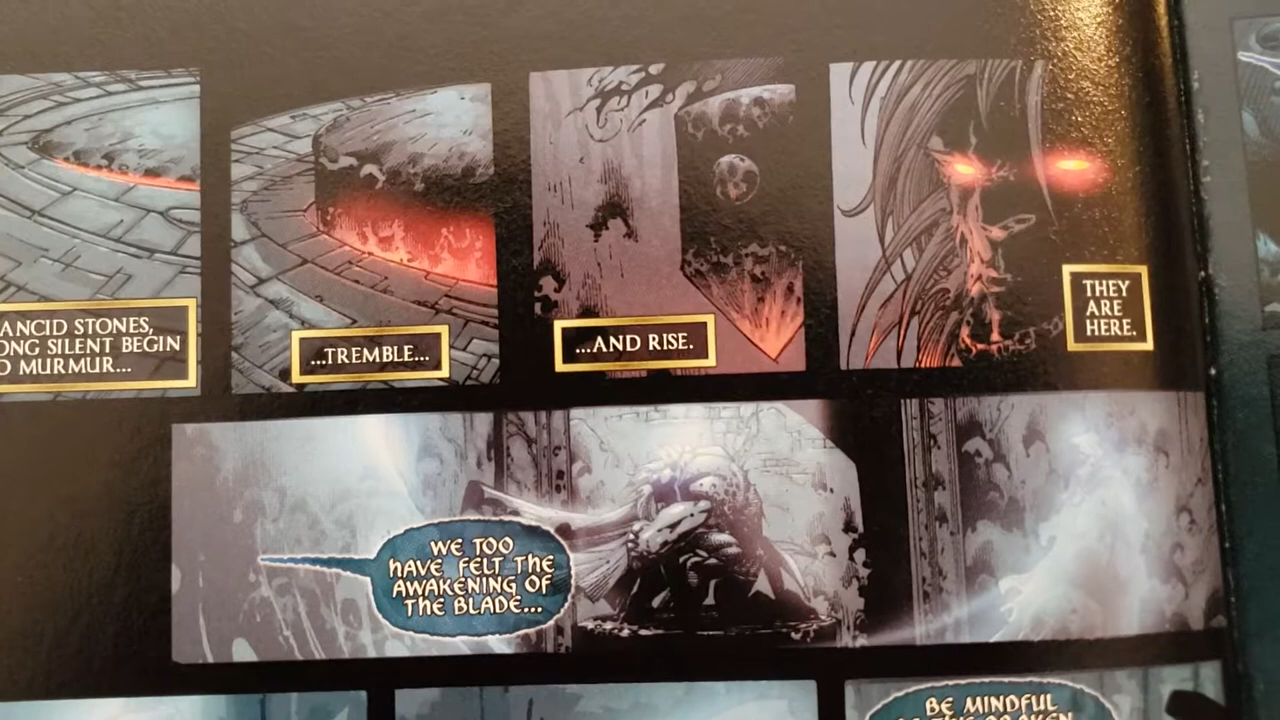 ANCID STONES,
ONG SILENT BEGIN
O MURMUR...
...TREMBLE...
...AND RISE.
THEY
ARE
HERE.
WE TOO
HAVE FELT THE
AWAKENING OF
THE BLADE...
BE MINDFUL